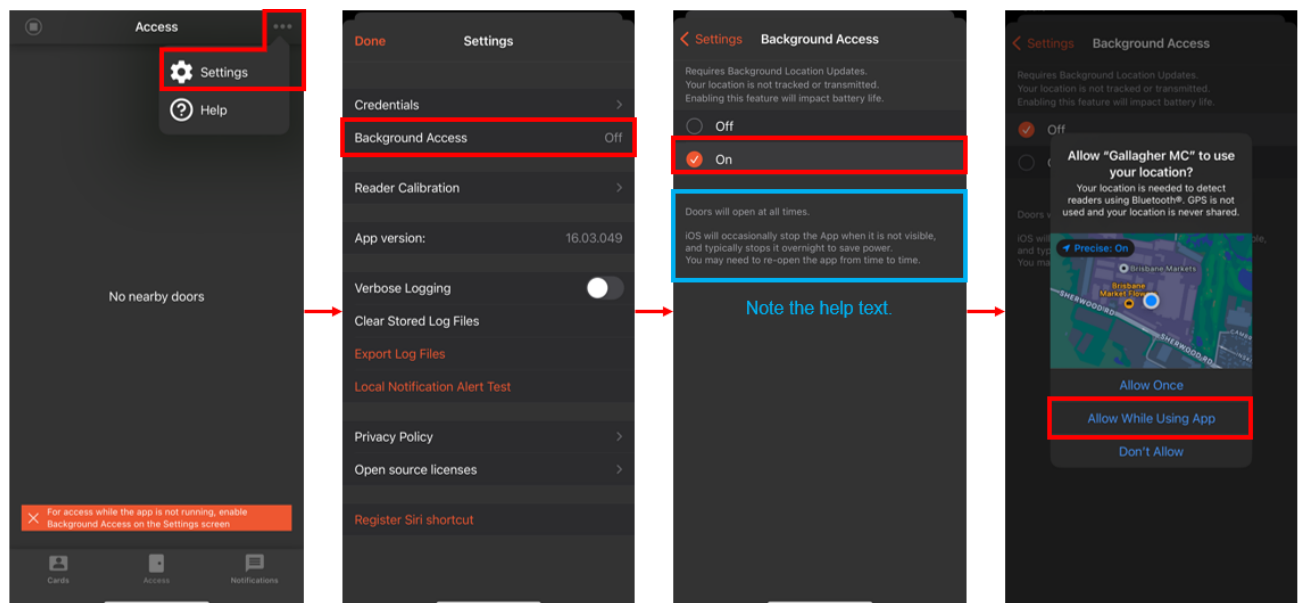 Access
Settings
Help
No nearby doors
For access while the app is not running, enable
Background Access on the Settings screen
Cards
Access
Notifications
Done
Settings
Credentials
Background Access
Off
Reader Calibration
App version:
16.03.049
Verbose Logging
Clear Stored Log Files
Export Log Files
Local Notification Alert Test
Privacy Policy
Open source licenses
Register Siri shortcut
Settings
Background Access
Requires Background Location Updates.
Your location is not tracked or transmitted.
Enabling this feature will impact battery life.
Off
On
Doors will open at all times.
iOS will occasionally stop the App when it is not visible,
and typically stops it overnight to save power.
You may need to re-open the app from time to time.
Note the help text.
Settings
Background Access
Requires Background Location Updates.
Your location is not tracked or transmitted.
Enabling this feature will impact battery life.
Off
Allow “Gallagher MC” to use
your location?
Your location is needed to detect
readers using Bluetooth®. GPS is not
used and your location is never shared.
Precise: On
Brisbane Markets
Brisbane
Market Flowers
SHERWOOD RD
SHERWOOD RD
Allow Once
Allow While Using App
Don't Allow